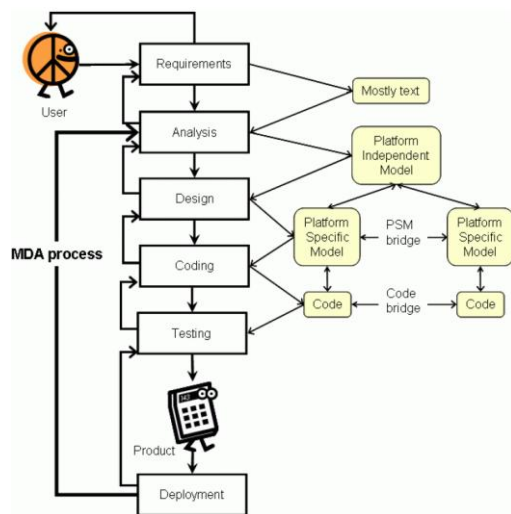 Requirements
Mostly text
User
Analysis
Platform
Independent
Model
Design
Platform
Specific
Model
PSM
bridge
Platform
Specific
Model
MDA process
Coding
Code
Code
bridge
Code
Testing
Product
Deployment